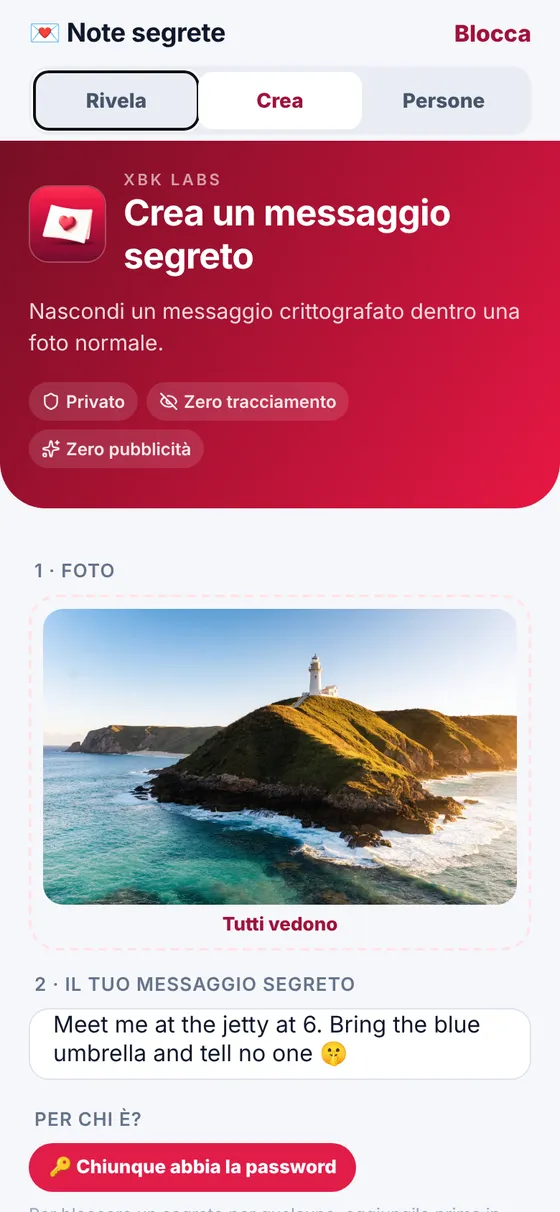 💌 Note segrete
Blocca
Rivela
Crea
Persone
XBK LABS
Crea un messaggio
segreto
Nascondi un messaggio crittografato dentro una
foto normale.
Privato
Zero tracciamento
Zero pubblicità
1 · FOTO
Tutti vedono
2 · IL TUO MESSAGGIO SEGRETO
Meet me at the jetty at 6. Bring the blue
umbrella and tell no one 🤫
PER CHI È?
🔑 Chiunque abbia la password